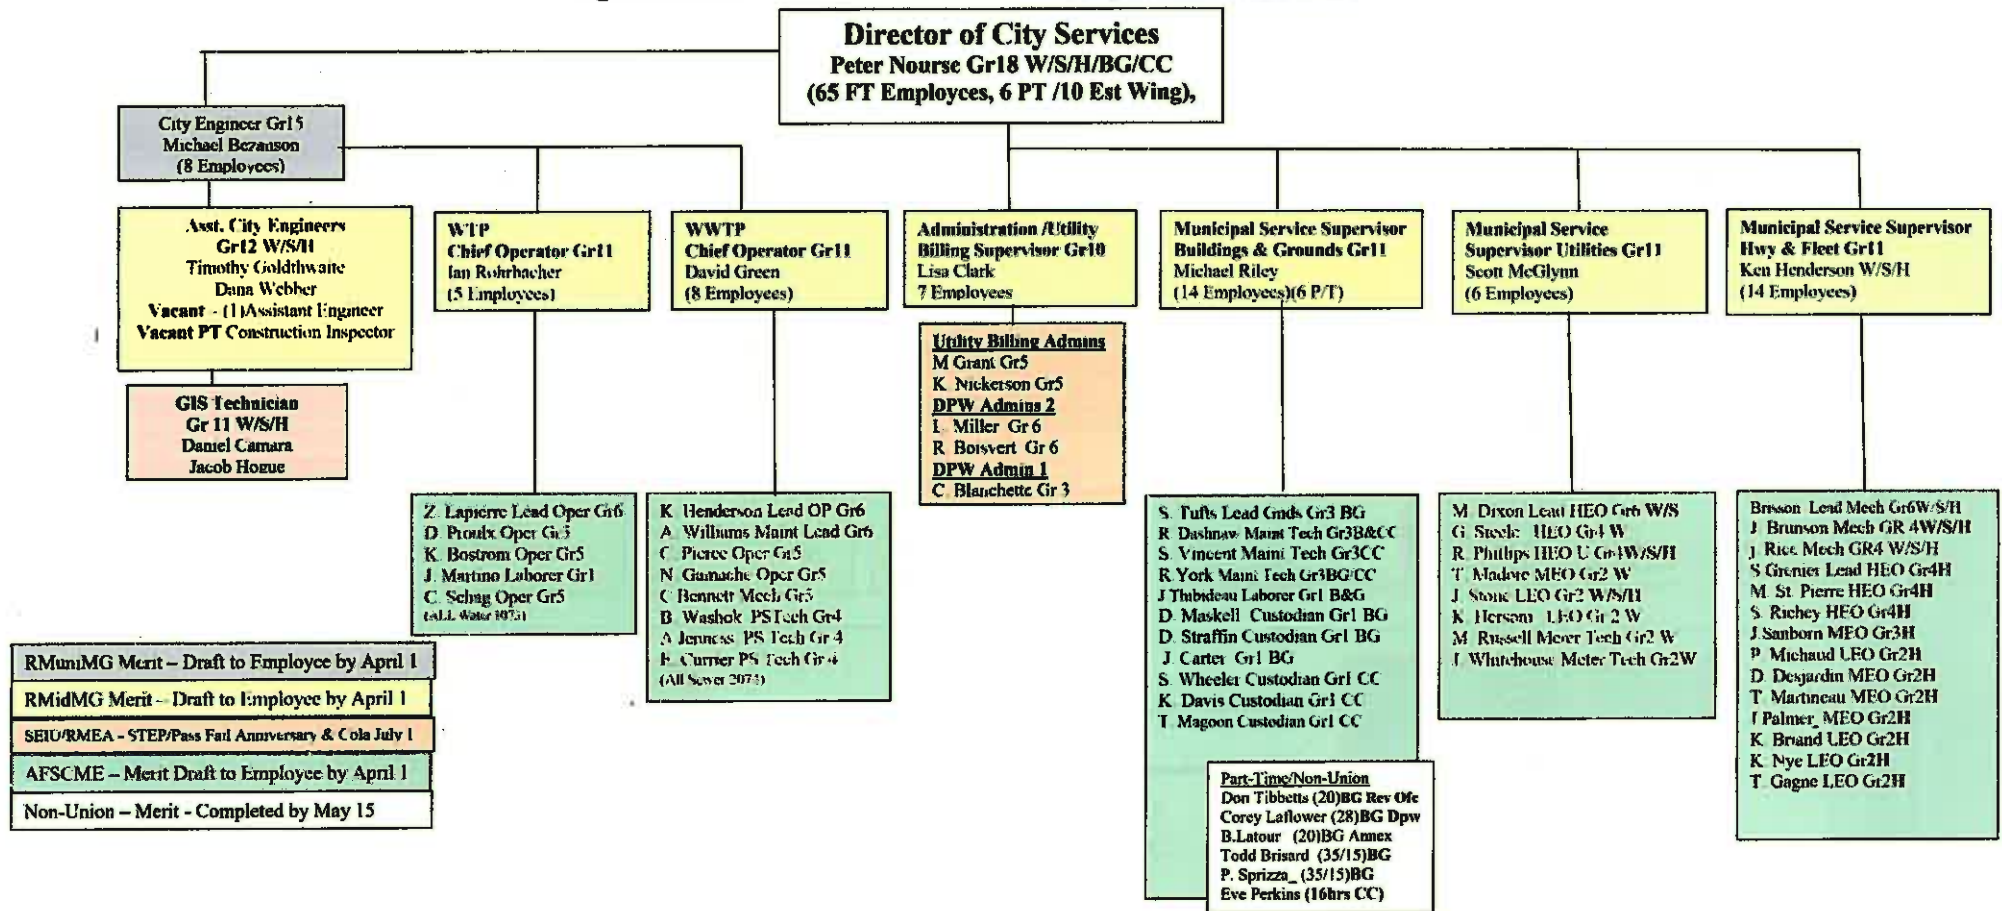 Director of City Services
Peter Nourse Gr18 W/S/H/BG/CC
(65 FT Employees, 6 PT /10 Est Wing),
City Engineer Gr15
Michael Bezanson
(8 Employees)
Asst. City Engineers
Gr12 W/S/H
Timothy Goldthwaite
Dana Webber
Vacant - (1)Assistant Engineer
Vacant PT Construction Inspector
GIS Technician
Gr 11 W/S/H
Daniel Camara
Jacob Hogue
WTP
Chief Operator Gr11
Ian Rohrbacher
(5 Employees)
Z. Lapierre Lead Oper Gr6
D. Proulx Oper Gr5
K. Bostrom Oper Gr5
J. Martino Laborer Gr1
C. Schag Oper Gr5
(ALL Water
WWTP
Chief Operator Gr11
David Green
(8 Employees)
K. Henderson Lead OP Gr6
A. Williams Maint Lead Gr6
C. Pierce Oper Gr5
N. Gamache Oper Gr5
C Bennett Mech Gr5
B. Washok PSTech Gr4
A Jenness PS Tech Gr 4
Currier PS Tech Gr 4
(All Sewer
Administration /Utility
Billing Supervisor Gr10
Lisa Clark
7 Employees
Utility Billing Admins
M Grant Gr5
K. Nickerson Gr5
DPW Admins 2
L. Miller Gr 6
R Boisvert Gr 6
DPW Admin 1
C. Blanchette Gr 3
Municipal Service Supervisor
Buildings & Grounds Gr11
Michael Riley
(14 Employees)(6 P/T)
S. Tufts Lead Gnds Gr3 BG
R. Dashnaw Maint Tech Gr3B&CC
S. Vincent Maint Tech Gr3CC
R. York Maint Tech Gr3BG/CC
J Thibideau Laborer Gr1 B&G
D. Maskell Custodian Gr1 BG
D. Straffin Custodian Gr1 BG
J. Carter Gr1 BG
S. Wheeler Custodian Gr1 CC
K. Davis Custodian Gr1 CC
T. Magoon Custodian Gr1 CC
Part-Time/Non-Union
Don Tibbetts (20)BG Rev Ofc
Corey Laflower (28)BG Dpw
B.Latour (20)BG Annex
Todd Brisard (35/15)BG
P. Sprizza_ (35/15)BG
Eve Perkins (16hrs CC)
Municipal Service
Supervisor Utilities Gr11
Scott McGlynn
(6 Employees)
M. Dixon Lead HEO Gr6 W/S
G. Steele HEO Gr4 W
R. Phillips HEO U Gr4W/S/H
T. Madore MEO Gr2 W
J. Stone LEO Gr2 W/S/H
K. Hersom LEO Gr 2 W
M. Russell Meter Tech Gr2 W
J. Whitehouse Meter Tech Gr2W
Municipal Service Supervisor
Hwy & Fleet Gr11
Ken Henderson W/S/H
(14 Employees)
Brisson Lead Mech Gr6W/S/H
J. Brunson Mech GR 4W/S/H
J. Rice Mech GR4 W/S/H
S Grenier Lead HEO Gr4H
M. St. Pierre HEO Gr4H
S. Richey HEO Gr4H
J.Sanborn MEO Gr3H
P. Michaud LEO Gr2H
D. Desjardin MEO Gr2H
T. Martineau MEO Gr2H
J Palmer_ MEO Gr2H
K. Briand LEO Gr2H
K. Nye LEO Gr2H
T. Gagne LEO Gr2H
RMuniMG Merit – Draft to Employee by April 1
RMidMG Merit – Draft to Employee by April 1
SEIU/RMEA - STEP/Pass Fail Anniversary & Cola July 1
AFSCME – Merit Draft to Employee by April 1
Non-Union – Merit - Completed by May 15